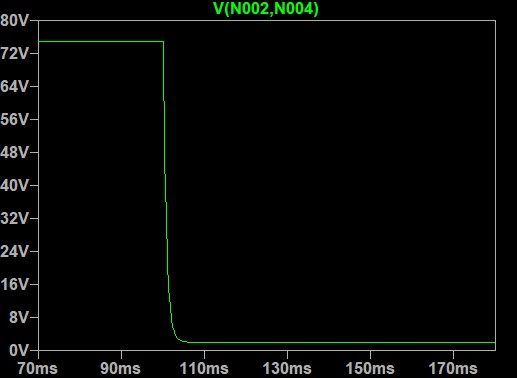 V(N002,N004)
80V
72V
64V
56V
48V
40V
32V
24V
16V
8V
0V
70ms 90ms 110ms 130ms 150ms 170ms